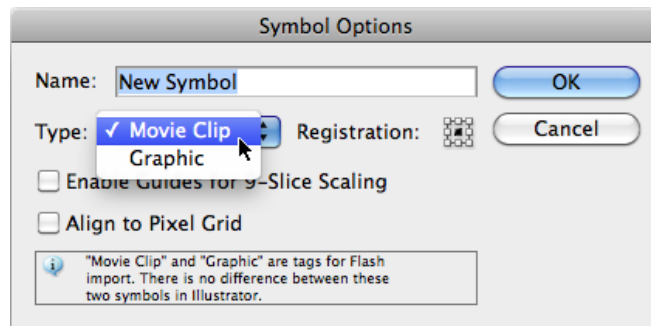 Symbol Options
Name: New Symbol OK
Type: ✓ Movie Clip Registration: Cancel
Graphic
Enable Guides for 9-Slice Scaling
Align to Pixel Grid
"Movie Clip" and "Graphic" are tags for Flash
import. There is no difference between these
two symbols in Illustrator.